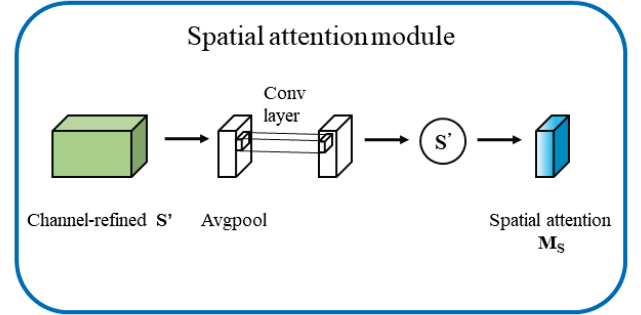 Spatial attention module
Conv
layer
S’
Channel-refined S’
Avgpool
Spatial attention
Mₛ